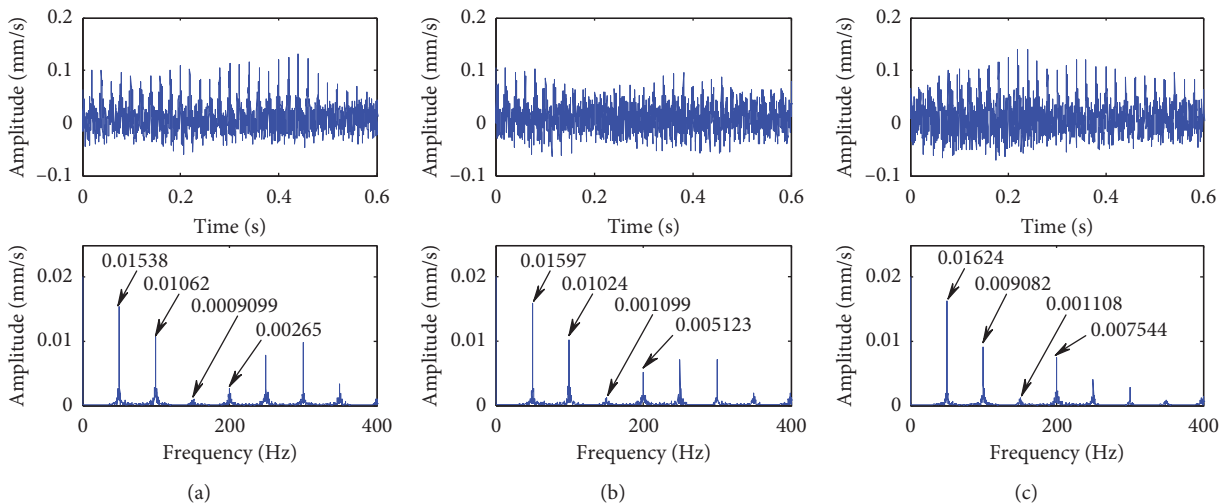 0.2
0.1
0
−0.1
Amplitude (mm/s)
0 0.2 0.4 0.6
Time (s)
0.2
0.1
0
−0.1
Amplitude (mm/s)
0 0.2 0.4 0.6
Time (s)
0.2
0.1
0
−0.1
Amplitude (mm/s)
0 0.2 0.4 0.6
Time (s)
0.02
0.01
0
Amplitude (mm/s)
0.01538
0.01062
0.0009099
0.00265
0 200 400
Frequency (Hz)
(a)
0.02
0.01
0
Amplitude (mm/s)
0.01597
0.01024
0.001099
0.005123
0 200 400
Frequency (Hz)
(b)
0.02
0.01
0
Amplitude (mm/s)
0.01624
0.009082
0.001108
0.007544
0 200 400
Frequency (Hz)
(c)